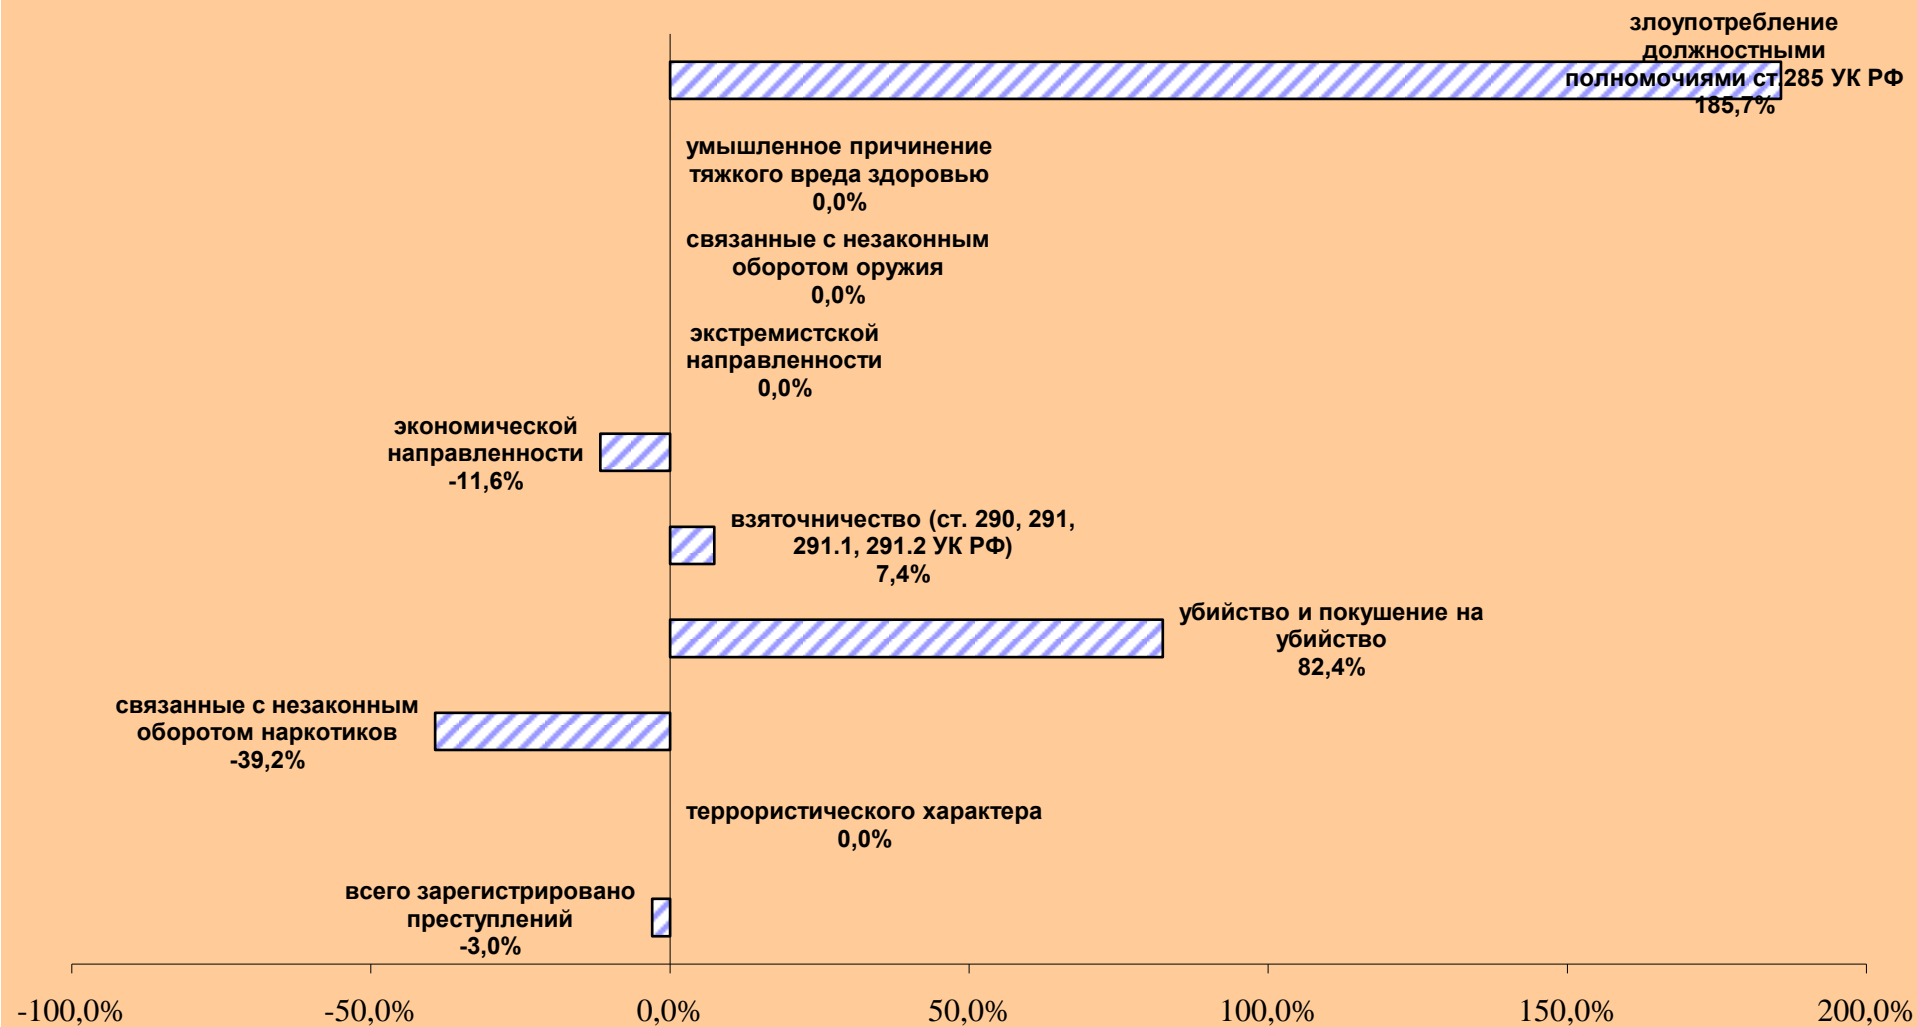 злоупотребление
должностными
полномочиями ст.285 УК РФ
185,7%
умышленное причинение
тяжкого вреда здоровью
0,0%
связанные с незаконным
оборотом оружия
0,0%
экстремистской
направленности
0,0%
экономической
направленности
-11,6%
взяточничество (ст. 290, 291,
291.1, 291.2 УК РФ)
7,4%
убийство и покушение на
убийство
82,4%
связанные с незаконным
оборотом наркотиков
-39,2%
террористического характера
0,0%
всего зарегистрировано
преступлений
-3,0%
-100,0% -50,0% 0,0% 50,0% 100,0% 150,0% 200,0%